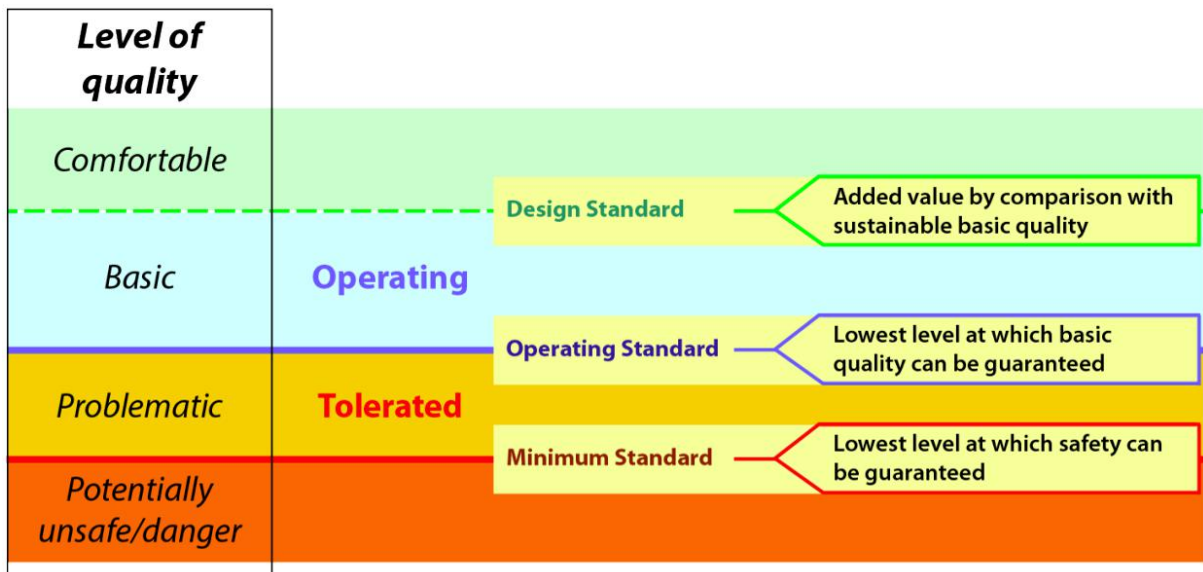 Level of
quality
Comfortable
Design Standard
Added value by comparison with
sustainable basic quality
Basic
Operating
Operating Standard
Lowest level at which basic
quality can be guaranteed
Problematic
Tolerated
Minimum Standard
Lowest level at which safety can
be guaranteed
Potentially
unsafe/danger